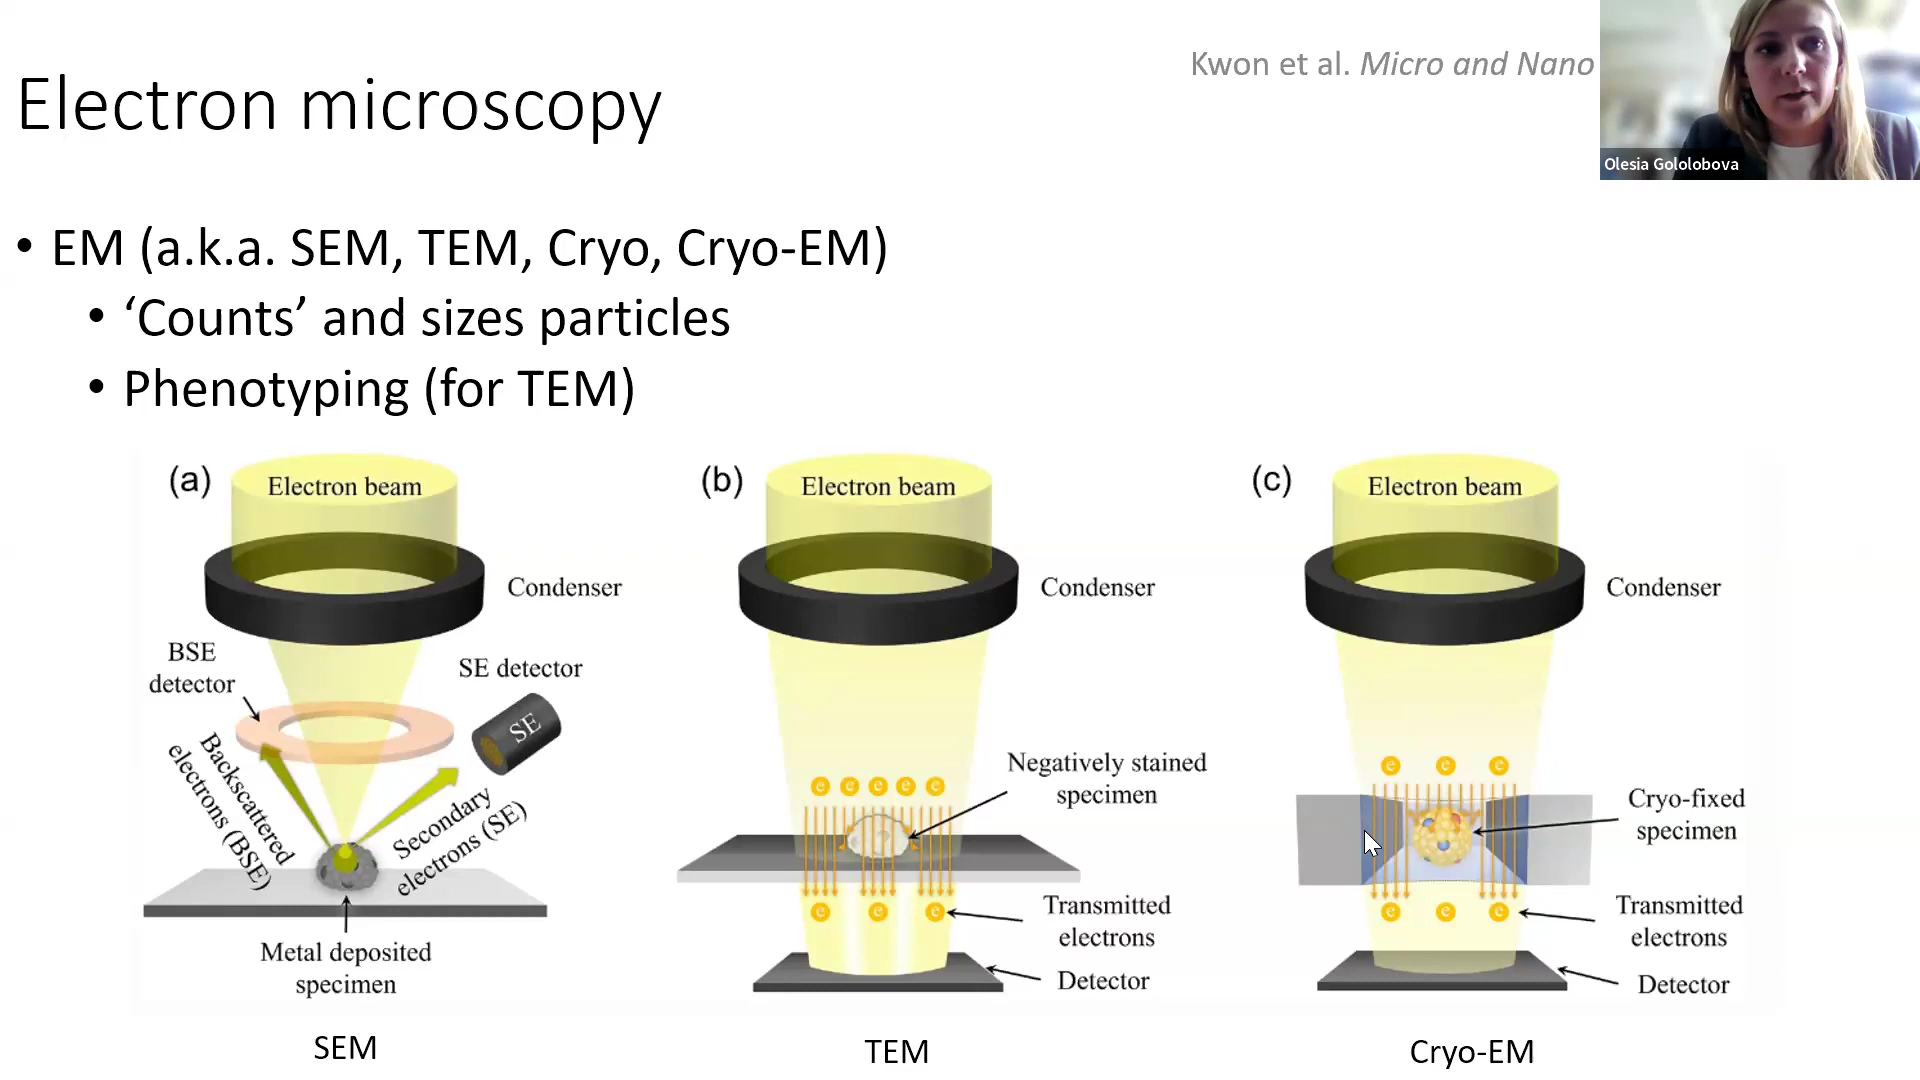 Kwon et al. Micro and Nano
Olesia Gololobova
Electron microscopy
• EM (a.k.a. SEM, TEM, Cryo, Cryo-EM)
• ‘Counts’ and sizes particles
• Phenotyping (for TEM)
(a)
Electron beam
Condenser
BSE
detector
SE detector
SE
Backscattered
electrons (BSE)
Secondary
electrons (SE)
Metal deposited
specimen
SEM
(b)
Electron beam
Condenser
Negatively stained
specimen
e e e e e
e e e
Transmitted
electrons
Detector
TEM
(c)
Electron beam
Condenser
e e e
Cryo-fixed
specimen
e e e
Transmitted
electrons
Detector
Cryo-EM